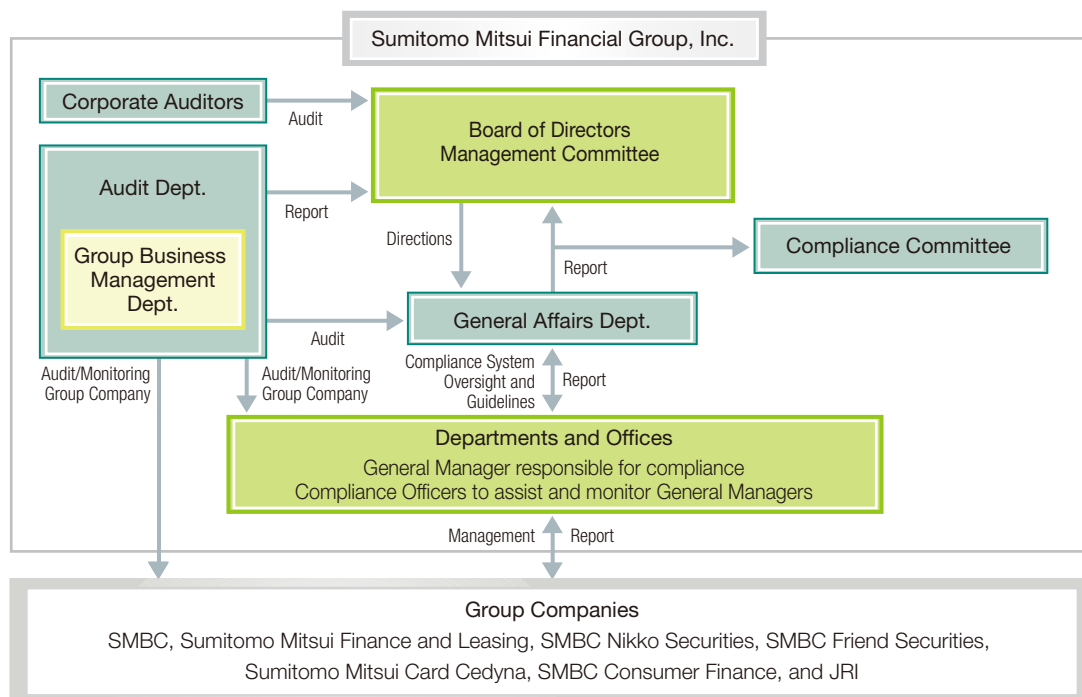 Sumitomo Mitsui Financial Group, Inc.
Corporate Auditors
Audit
Board of Directors
Management Committee
Audit Dept.
Report
Group Business
Management
Dept.
Directions
Report
Compliance Committee
Audit
General Affairs Dept.
Audit/Monitoring
Group Company
Audit/Monitoring
Group Company
Compliance System
Oversight and
Guidelines
Report
Departments and Offices
General Manager responsible for compliance
Compliance Officers to assist and monitor General Managers
Management
Report
Group Companies
SMBC, Sumitomo Mitsui Finance and Leasing, SMBC Nikko Securities, SMBC Friend Securities,
Sumitomo Mitsui Card Cedyna, SMBC Consumer Finance, and JRI